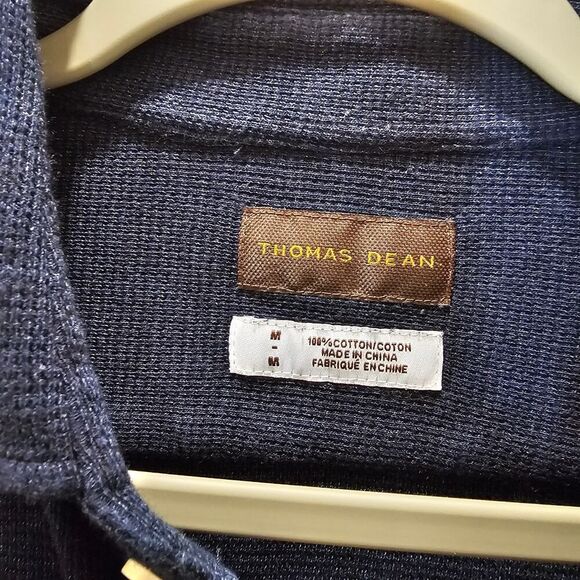 THOMAS DEAN
M
-
M
100% COTTON/COTON
MADE IN CHINA
FABRIQUÉ EN CHINE